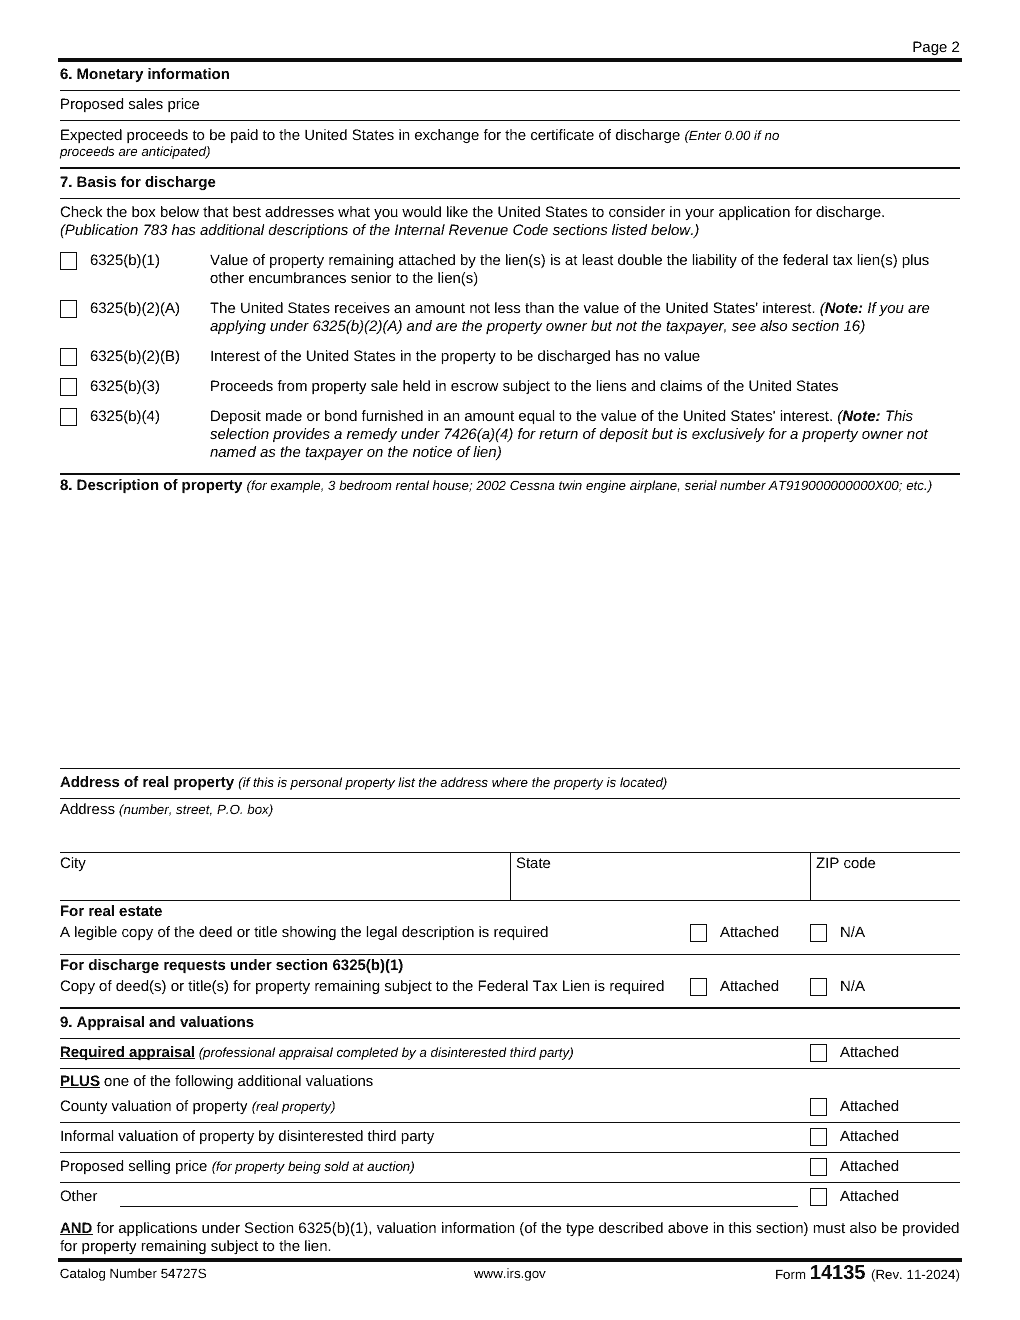 Page 2
6. Monetary information
Proposed sales price
Expected proceeds to be paid to the United States in exchange for the certificate of discharge (Enter 0.00 if no
proceeds are anticipated)
7. Basis for discharge
Check the box below that best addresses what you would like the United States to consider in your application for discharge.
(Publication 783 has additional descriptions of the Internal Revenue Code sections listed below.)
6325(b)(1) Value of property remaining attached by the lien(s) is at least double the liability of the federal tax lien(s) plus
other encumbrances senior to the lien(s)
6325(b)(2)(A) The United States receives an amount not less than the value of the United States' interest. (Note: If you are
applying under 6325(b)(2)(A) and are the property owner but not the taxpayer, see also section 16)
6325(b)(2)(B) Interest of the United States in the property to be discharged has no value
6325(b)(3) Proceeds from property sale held in escrow subject to the liens and claims of the United States
6325(b)(4) Deposit made or bond furnished in an amount equal to the value of the United States' interest. (Note: This
selection provides a remedy under 7426(a)(4) for return of deposit but is exclusively for a property owner not
named as the taxpayer on the notice of lien)
8. Description of property (for example, 3 bedroom rental house; 2002 Cessna twin engine airplane, serial number AT919000000000X00; etc.)
Address of real property (if this is personal property list the address where the property is located)
Address (number, street, P.O. box)
City State ZIP code
For real estate
A legible copy of the deed or title showing the legal description is required Attached N/A
For discharge requests under section 6325(b)(1)
Copy of deed(s) or title(s) for property remaining subject to the Federal Tax Lien is required Attached N/A
9. Appraisal and valuations
Required appraisal (professional appraisal completed by a disinterested third party) Attached
PLUS one of the following additional valuations
County valuation of property (real property) Attached
Informal valuation of property by disinterested third party Attached
Proposed selling price (for property being sold at auction) Attached
Other Attached
AND for applications under Section 6325(b)(1), valuation information (of the type described above in this section) must also be provided
for property remaining subject to the lien.
Catalog Number 54727S www.irs.gov Form 14135 (Rev. 11-2024)